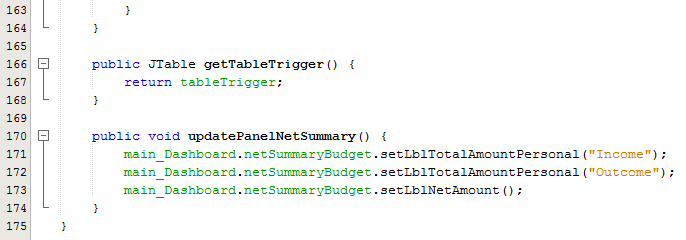 163 }
164 }
165
166 public JTable getTableTrigger() {
167 return tableTrigger;
168 }
169
170 public void updatePanelNetSummary() {
171 main_Dashboard.netSummaryBudget.setLblTotalAmountPersonal("Income");
172 main_Dashboard.netSummaryBudget.setLblTotalAmountPersonal("Outcome");
173 main_Dashboard.netSummaryBudget.setLblNetAmount();
174 }
175 }